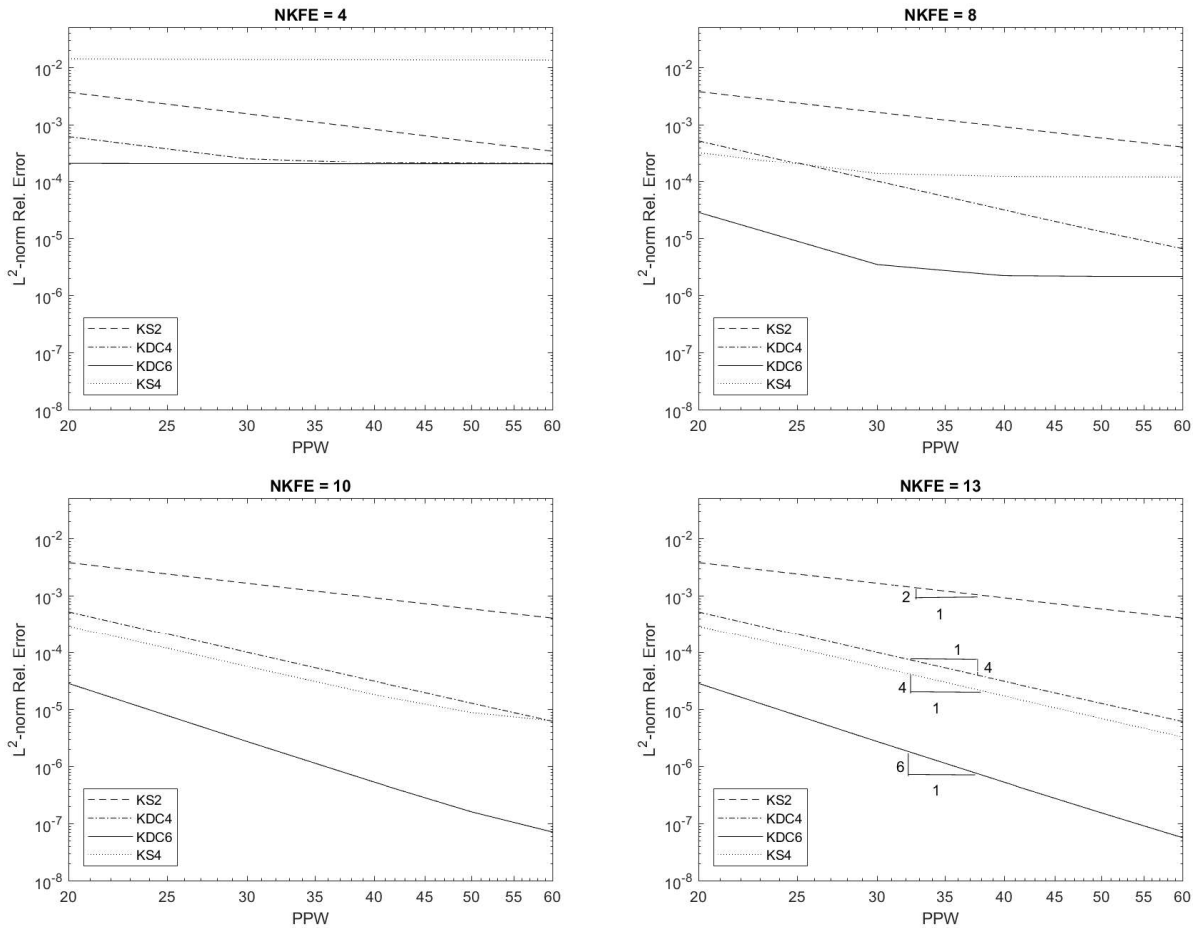 NKFE = 4
10^-2
10^-3
10^-4
10^-5
10^-6
10^-7
10^-8
L^2-norm Rel. Error
KS2
KDC4
KDC6
KS4
20 25 30 35 40 45 50 55 60
PPW
NKFE = 8
10^-2
10^-3
10^-4
10^-5
10^-6
10^-7
10^-8
L^2-norm Rel. Error
KS2
KDC4
KDC6
KS4
20 25 30 35 40 45 50 55 60
PPW
NKFE = 10
10^-2
10^-3
10^-4
10^-5
10^-6
10^-7
10^-8
L^2-norm Rel. Error
KS2
KDC4
KDC6
KS4
20 25 30 35 40 45 50 55 60
PPW
NKFE = 13
10^-2
10^-3
10^-4
10^-5
10^-6
10^-7
10^-8
L^2-norm Rel. Error
2
1
1
4
4
1
6
1
KS2
KDC4
KDC6
KS4
20 25 30 35 40 45 50 55 60
PPW